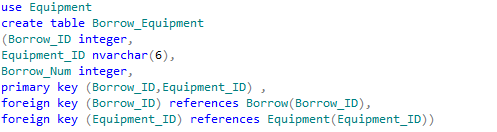 use Equipment
create table Borrow_Equipment
(Borrow_ID integer,
Equipment_ID nvarchar(6),
Borrow_Num integer,
primary key (Borrow_ID,Equipment_ID) ,
foreign key (Borrow_ID) references Borrow(Borrow_ID),
foreign key (Equipment_ID) references Equipment(Equipment_ID))